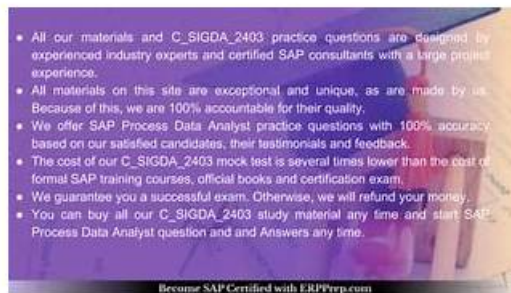 ● All our materials and C_SIGDA_2403 practice questions are designed by
experienced industry experts and certified SAP consultants with a large project
experience.
● All materials on this site are exceptional and unique, as are made by us.
Because of this, we are 100% accountable for their quality.
● We offer SAP Process Data Analyst practice questions with 100% accuracy
based on our satisfied candidates, their testimonials and feedback.
● The cost of our C_SIGDA_2403 mock test is several times lower than the cost of
formal SAP training courses, official books and certification exam.
● We guarantee you a successful exam. Otherwise, we will refund your money.
● You can buy all our C_SIGDA_2403 study material any time and start SAP
Process Data Analyst question and and Answers any time.
Become SAP Certified with ERPPrep.com